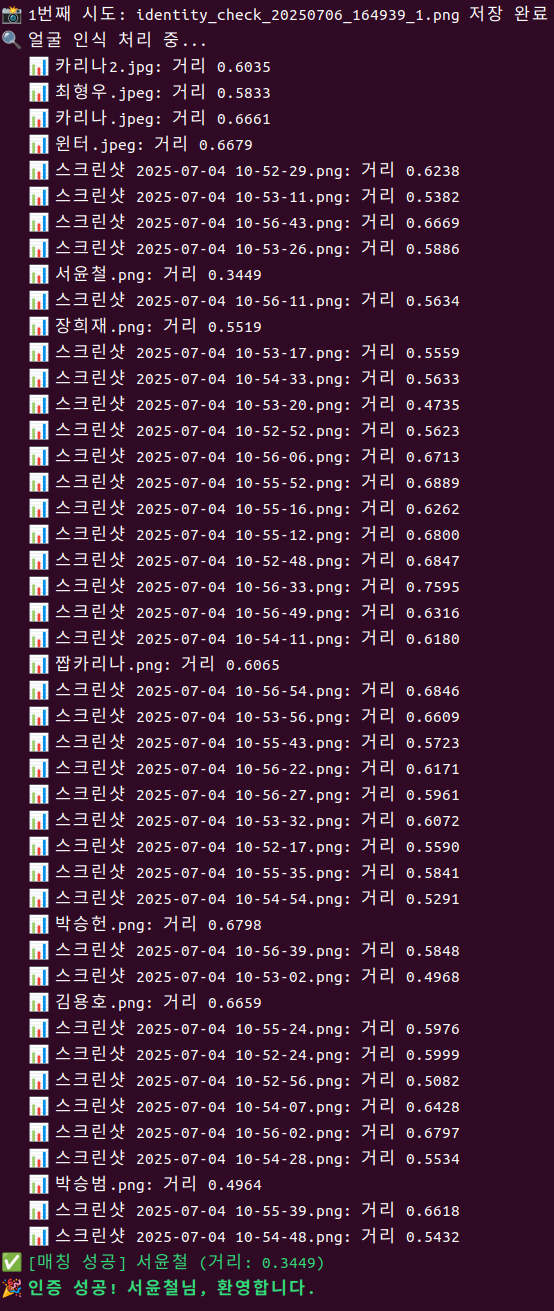 📸 1번째 시도: identity_check_20250706_164939_1.png 저장 완료
🔍 얼굴 인식 처리 중...
📊 카리나2.jpg: 거리 0.6035
📊 최형우.jpeg: 거리 0.5833
📊 카리나.jpeg: 거리 0.6661
📊 윈터.jpeg: 거리 0.6679
📊 스크린샷 2025-07-04 10-52-29.png: 거리 0.6238
📊 스크린샷 2025-07-04 10-53-11.png: 거리 0.5382
📊 스크린샷 2025-07-04 10-56-43.png: 거리 0.6669
📊 스크린샷 2025-07-04 10-53-26.png: 거리 0.5886
📊 서윤철.png: 거리 0.3449
📊 스크린샷 2025-07-04 10-56-11.png: 거리 0.5634
📊 장희재.png: 거리 0.5519
📊 스크린샷 2025-07-04 10-53-17.png: 거리 0.5559
📊 스크린샷 2025-07-04 10-54-33.png: 거리 0.5633
📊 스크린샷 2025-07-04 10-53-20.png: 거리 0.4735
📊 스크린샷 2025-07-04 10-52-52.png: 거리 0.5623
📊 스크린샷 2025-07-04 10-56-06.png: 거리 0.6713
📊 스크린샷 2025-07-04 10-55-52.png: 거리 0.6889
📊 스크린샷 2025-07-04 10-55-16.png: 거리 0.6262
📊 스크린샷 2025-07-04 10-55-12.png: 거리 0.6800
📊 스크린샷 2025-07-04 10-52-48.png: 거리 0.6847
📊 스크린샷 2025-07-04 10-56-33.png: 거리 0.7595
📊 스크린샷 2025-07-04 10-56-49.png: 거리 0.6316
📊 스크린샷 2025-07-04 10-54-11.png: 거리 0.6180
📊 짭카리나.png: 거리 0.6065
📊 스크린샷 2025-07-04 10-56-54.png: 거리 0.6846
📊 스크린샷 2025-07-04 10-53-56.png: 거리 0.6609
📊 스크린샷 2025-07-04 10-55-43.png: 거리 0.5723
📊 스크린샷 2025-07-04 10-56-22.png: 거리 0.6171
📊 스크린샷 2025-07-04 10-56-27.png: 거리 0.5961
📊 스크린샷 2025-07-04 10-53-32.png: 거리 0.6072
📊 스크린샷 2025-07-04 10-52-17.png: 거리 0.5590
📊 스크린샷 2025-07-04 10-55-35.png: 거리 0.5841
📊 스크린샷 2025-07-04 10-54-54.png: 거리 0.5291
📊 박승헌.png: 거리 0.6798
📊 스크린샷 2025-07-04 10-56-39.png: 거리 0.5848
📊 스크린샷 2025-07-04 10-53-02.png: 거리 0.4968
📊 김용호.png: 거리 0.6659
📊 스크린샷 2025-07-04 10-55-24.png: 거리 0.5976
📊 스크린샷 2025-07-04 10-52-24.png: 거리 0.5999
📊 스크린샷 2025-07-04 10-52-56.png: 거리 0.5082
📊 스크린샷 2025-07-04 10-54-07.png: 거리 0.6428
📊 스크린샷 2025-07-04 10-56-02.png: 거리 0.6797
📊 스크린샷 2025-07-04 10-54-28.png: 거리 0.5534
📊 박승범.png: 거리 0.4964
📊 스크린샷 2025-07-04 10-55-39.png: 거리 0.6618
📊 스크린샷 2025-07-04 10-54-48.png: 거리 0.5432
✅ [매칭 성공] 서윤철 (거리: 0.3449)
🎉 인증 성공! 서윤철님, 환영합니다.